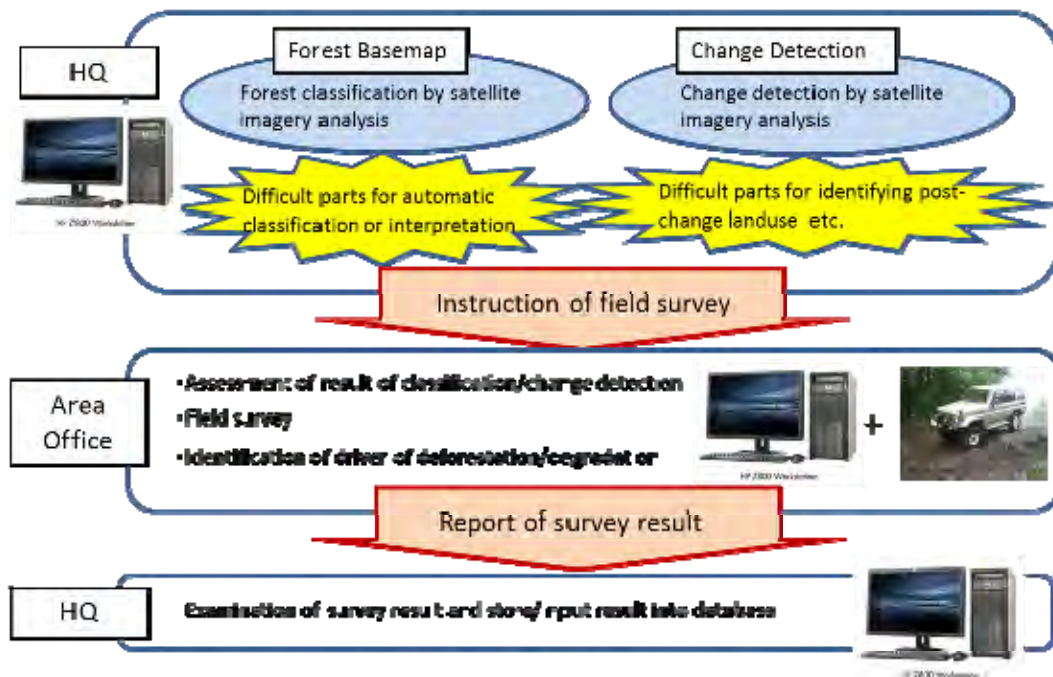 HQ
Forest Basemap
Forest classification by satellite
imagery analysis
Change Detection
Change detection by satellite
imagery analysis
Difficult parts for automatic
classification or interpretation
Difficult parts for identifying post-
change landuse etc.
Instruction of field survey
Area
Office
•Assessment of result of classification/change detection
•Field survey
•Identification of driver of deforestation/
HP Z800 Workstation
+
Report of survey result
HQ
Examination of survey result and store/input result into database